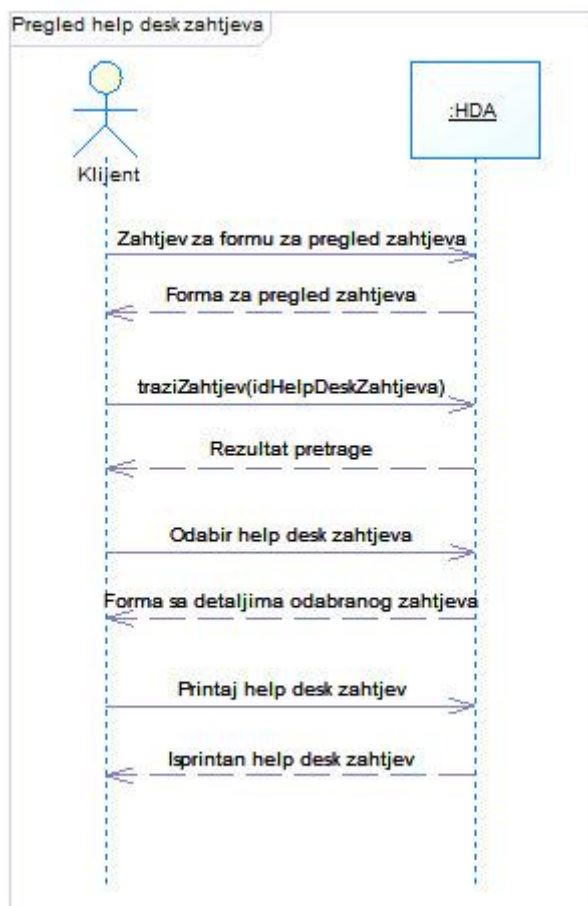 Pregled help desk zahtjeva
:HDA
Klijent
Zahtjev za formu za pregled zahtjeva
Forma za pregled zahtjeva
traziZahtjev(idHelpDeskZahtjeva)
Rezultat pretrage
Odabir help desk zahtjeva
Forma sa detaljima odabranog zahtjeva
Printaj help desk zahtjev
Isprintan help desk zahtjev